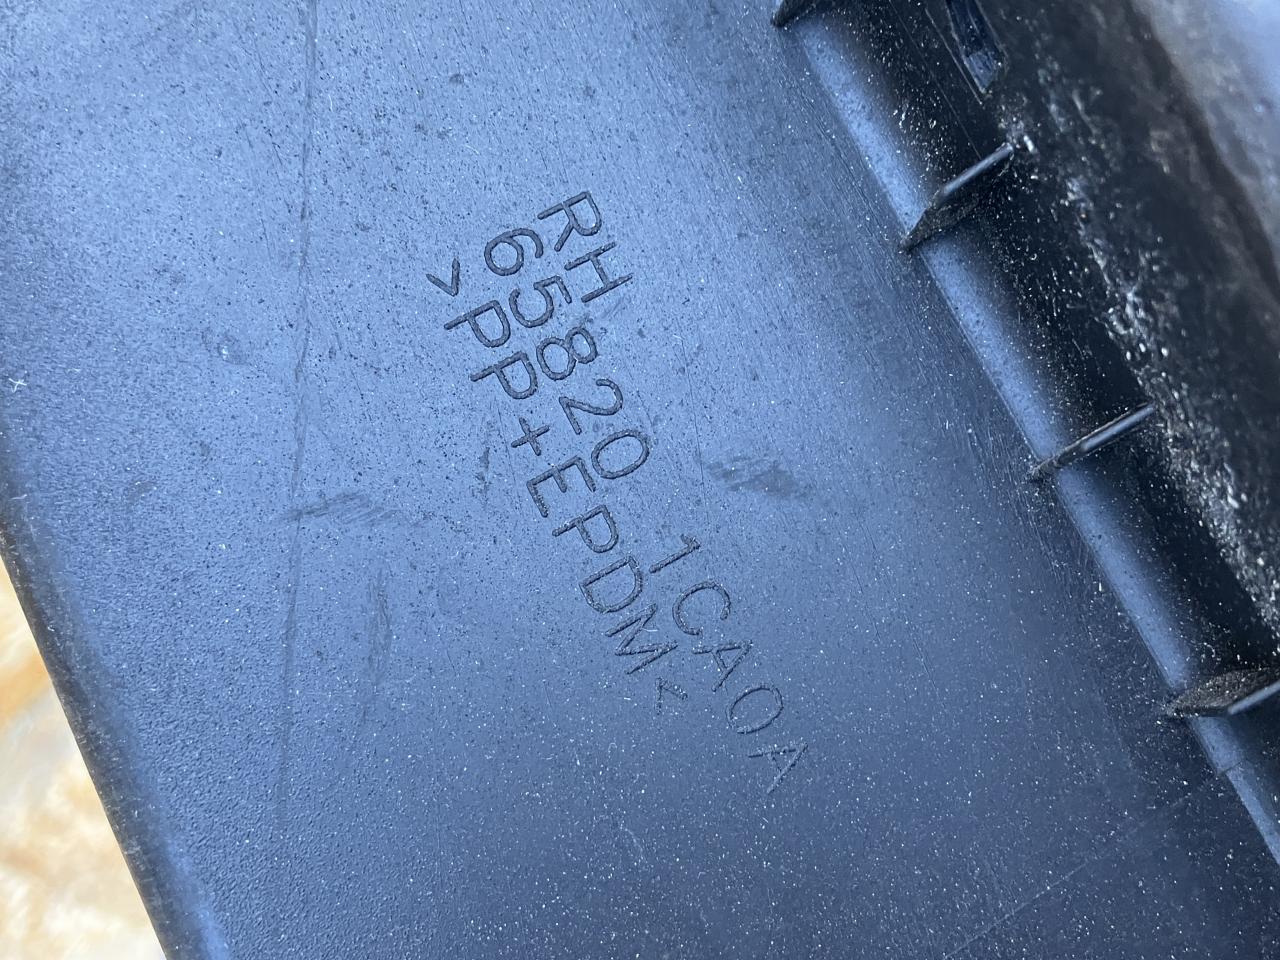 RH
65820 1CA0A
>PP+EPDM<